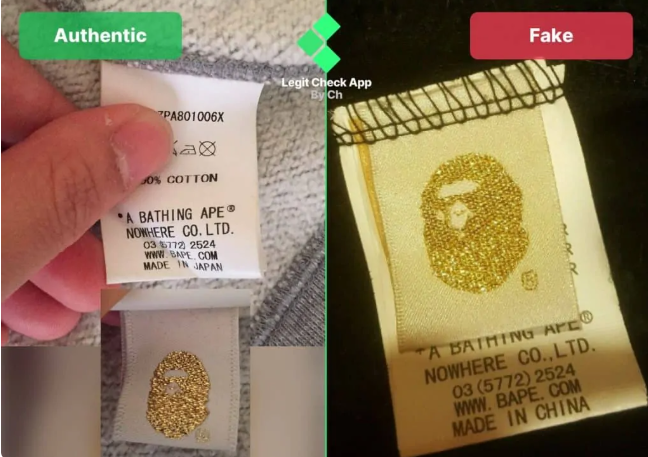 Authentic
Fake
Legit Check App
By Ch
ZPA801006X
COTTON
"A BATHING APE®
NOWHERE CO. LTD.
03 5772) 2524
WWW. BAPE. COM
MADE IN JAPAN
"A BATHING APE®
NOWHERE CO., LTD.
03 (5772) 2524
WWW. BAPE. COM
MADE IN CHINA